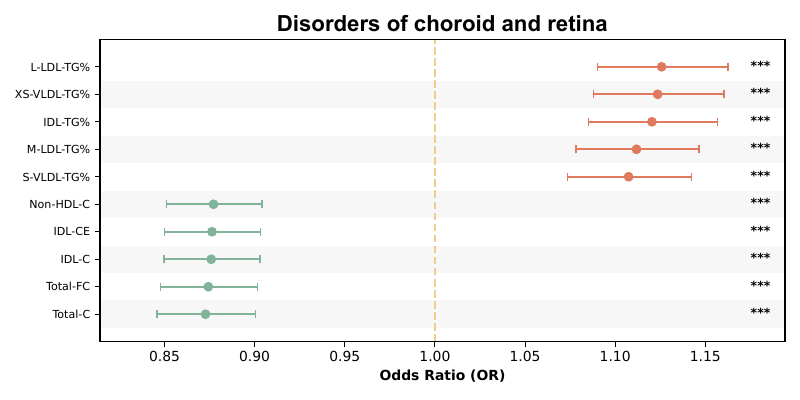 Disorders of choroid and retina
L-LDL-TG% ***
XS-VLDL-TG% ***
IDL-TG% ***
M-LDL-TG% ***
S-VLDL-TG% ***
Non-HDL-C ***
IDL-CE ***
IDL-C ***
Total-FC ***
Total-C ***
0.85 0.90 0.95 1.00 1.05 1.10 1.15
Odds Ratio (OR)